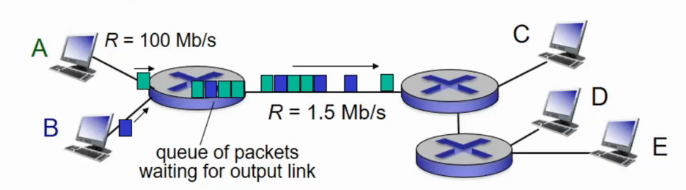 A
R = 100 Mb/s
C
B
R = 1.5 Mb/s
D
E
queue of packets
waiting for output link